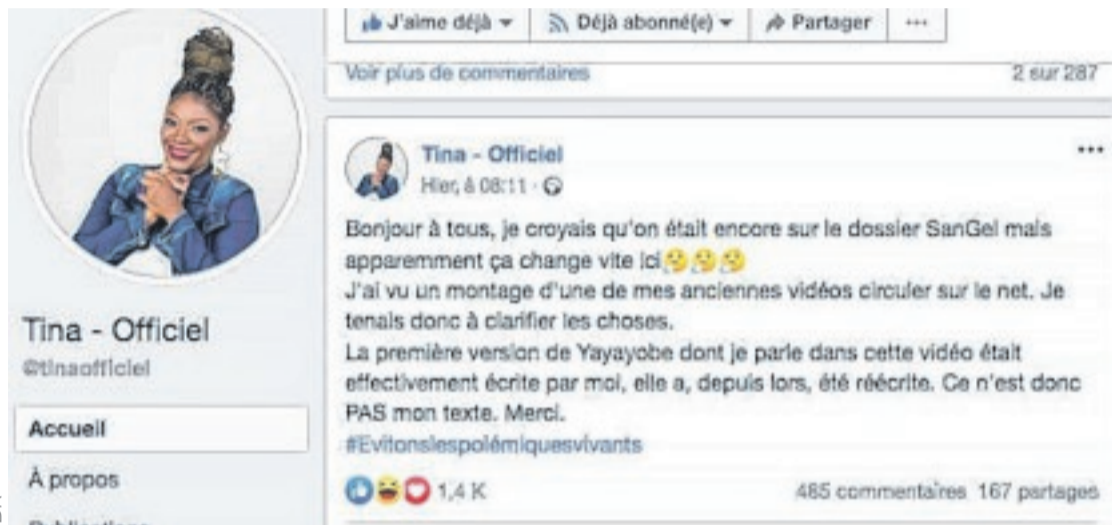 J'aime déjà
Déjà abonné(e)
Partager
Voir plus de commentaires
2 sur 287
Tina - Officiel
@tinaofficiel
Accueil
À propos
Publications
Tina - Officiel
Hier, à 08:11
Bonjour à tous, je croyais qu'on était encore sur le dossier SanGel mais
apparemment ça change vite ici🤔🤔🤔
J'ai vu un montage d'une de mes anciennes vidéos circuler sur le net. Je
tenais donc à clarifier les choses.
La première version de Yayayobe dont je parle dans cette vidéo était
effectivement écrite par moi, elle a, depuis lors, été réécrite. Ce n'est donc
PAS mon texte. Merci.
#Evitonslespolémiquesvivants
1,4 K
485 commentaires 167 partages